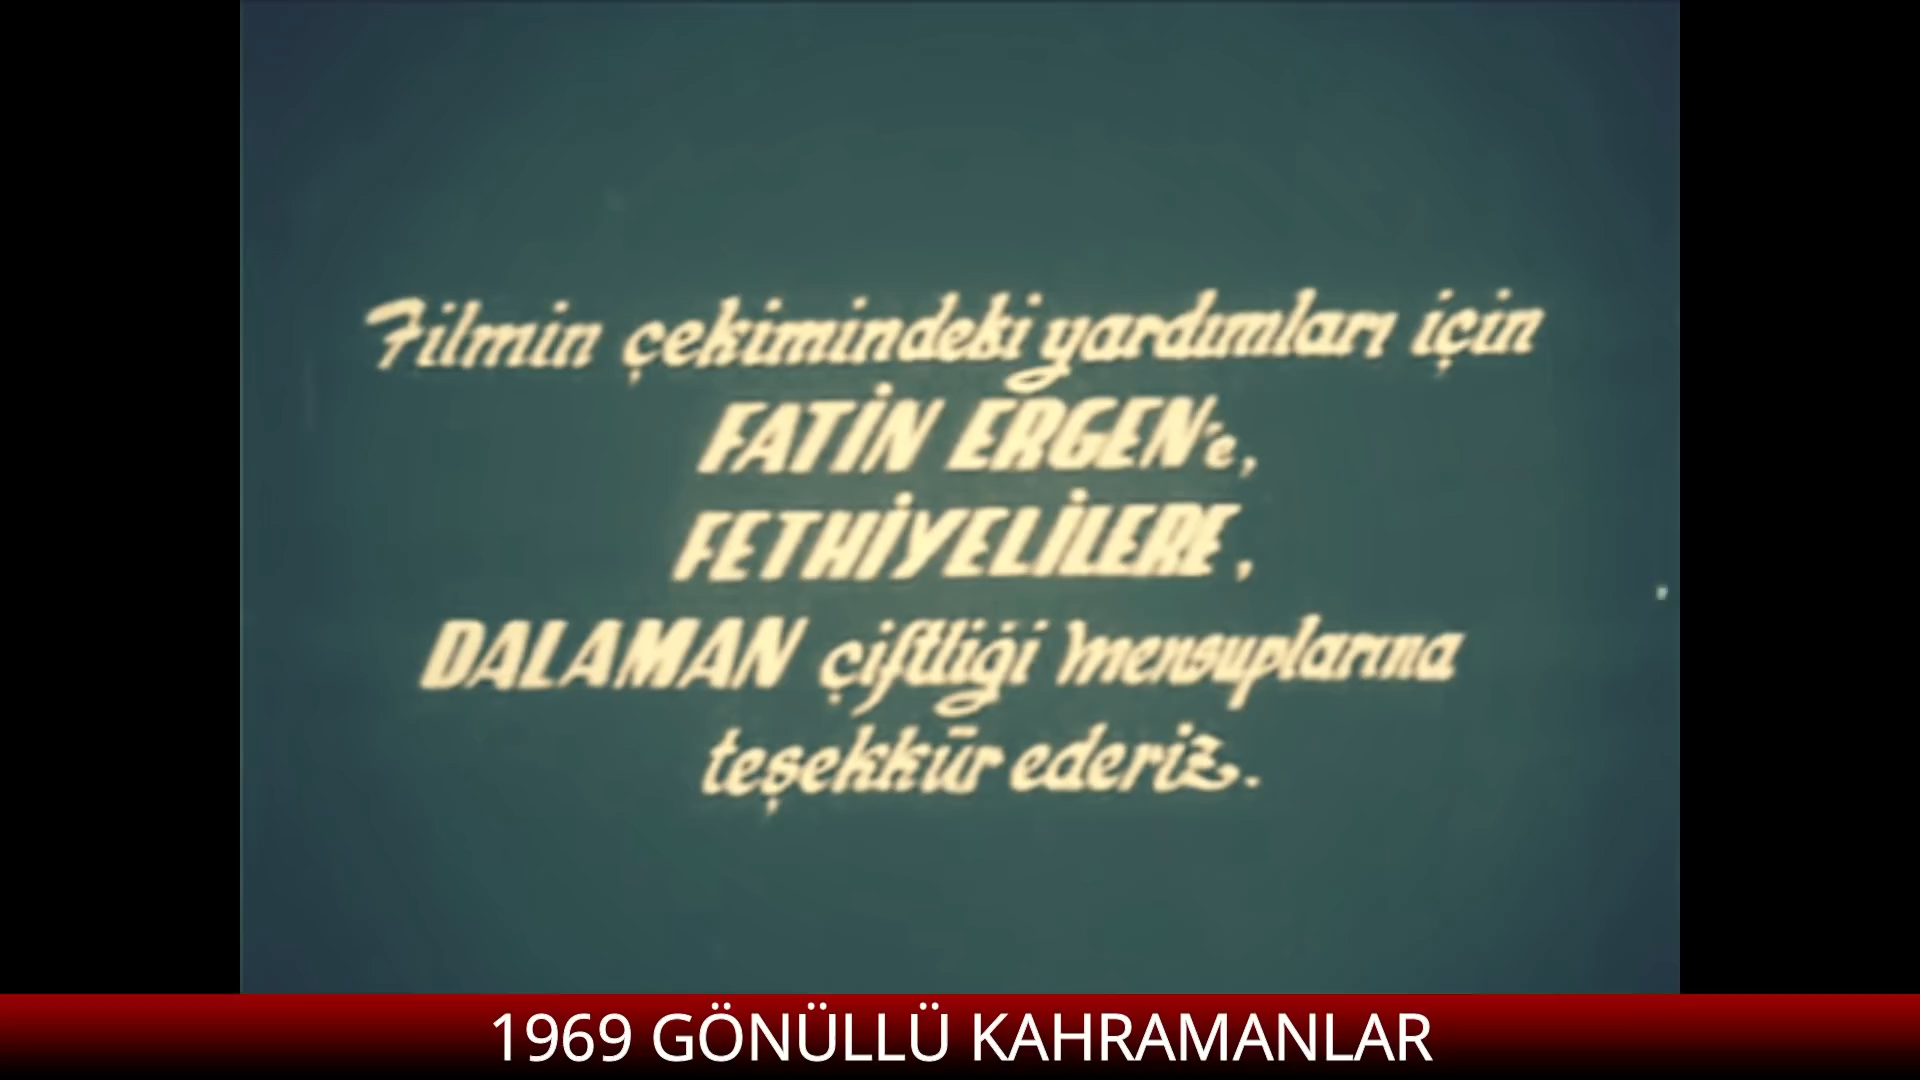 Filmin çekimindeki yardımları için
FATİN ERGEN'e,
FETHİYELİLERE,
DALAMAN çiftliği mensuplarına
teşekkür ederiz.
1969 GÖNÜLLÜ KAHRAMANLAR